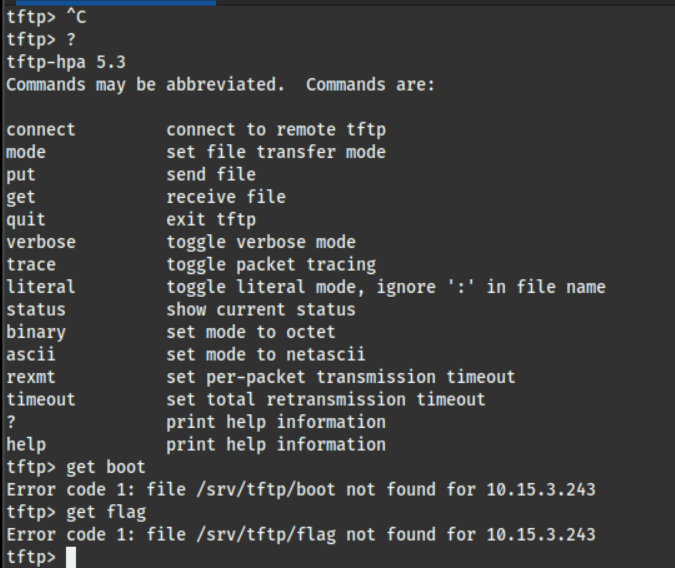 tftp> ^C
tftp> ?
tftp-hpa 5.3
Commands may be abbreviated.  Commands are:

connect         connect to remote tftp
mode            set file transfer mode
put             send file
get             receive file
quit            exit tftp
verbose         toggle verbose mode
trace           toggle packet tracing
literal         toggle literal mode, ignore ':' in file name
status          show current status
binary          set mode to octet
ascii           set mode to netascii
rexmt           set per-packet transmission timeout
timeout         set total retransmission timeout
?               print help information
help            print help information
tftp> get boot
Error code 1: file /srv/tftp/boot not found for 10.15.3.243
tftp> get flag
Error code 1: file /srv/tftp/flag not found for 10.15.3.243
tftp>